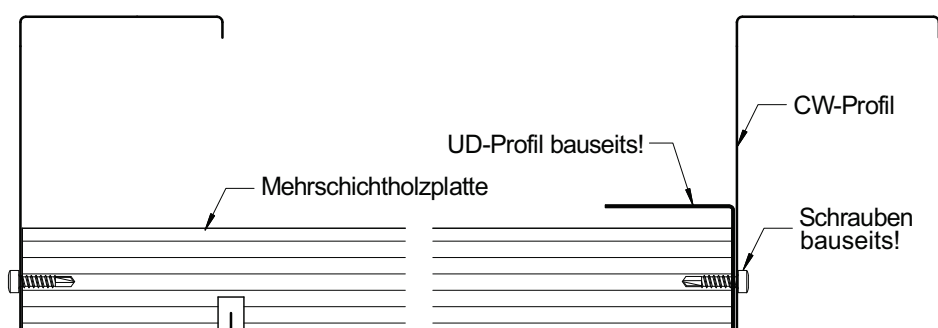 CW-Profil
UD-Profil bauseits!
Mehrschichtholzplatte
Schrauben
bauseits!